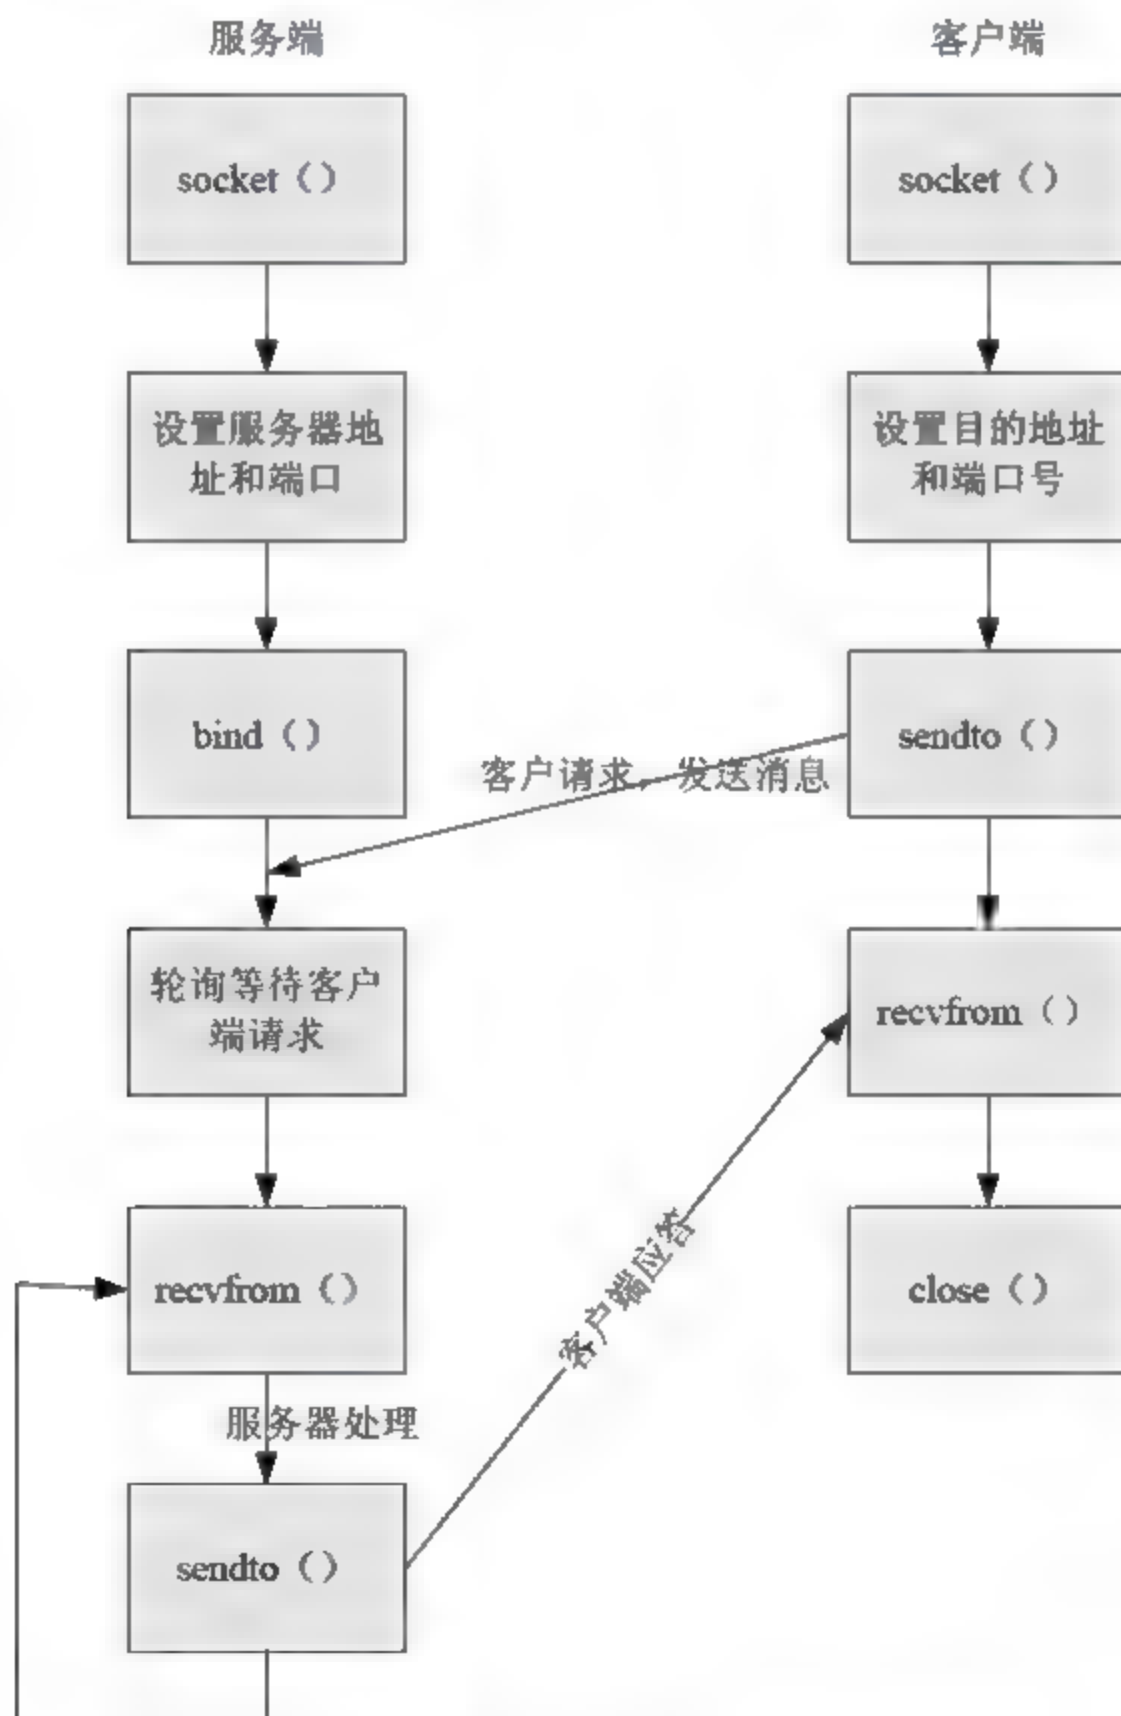 服务端
客户端
socket（）
socket（）
设置服务器地
址和端口
设置目的地址
和端口号
bind（）
sendto（）
客户请求，发送消息
轮询等待客户
端请求
recvfrom（）
recvfrom（）
客户端应答
close（）
服务器处理
sendto（）